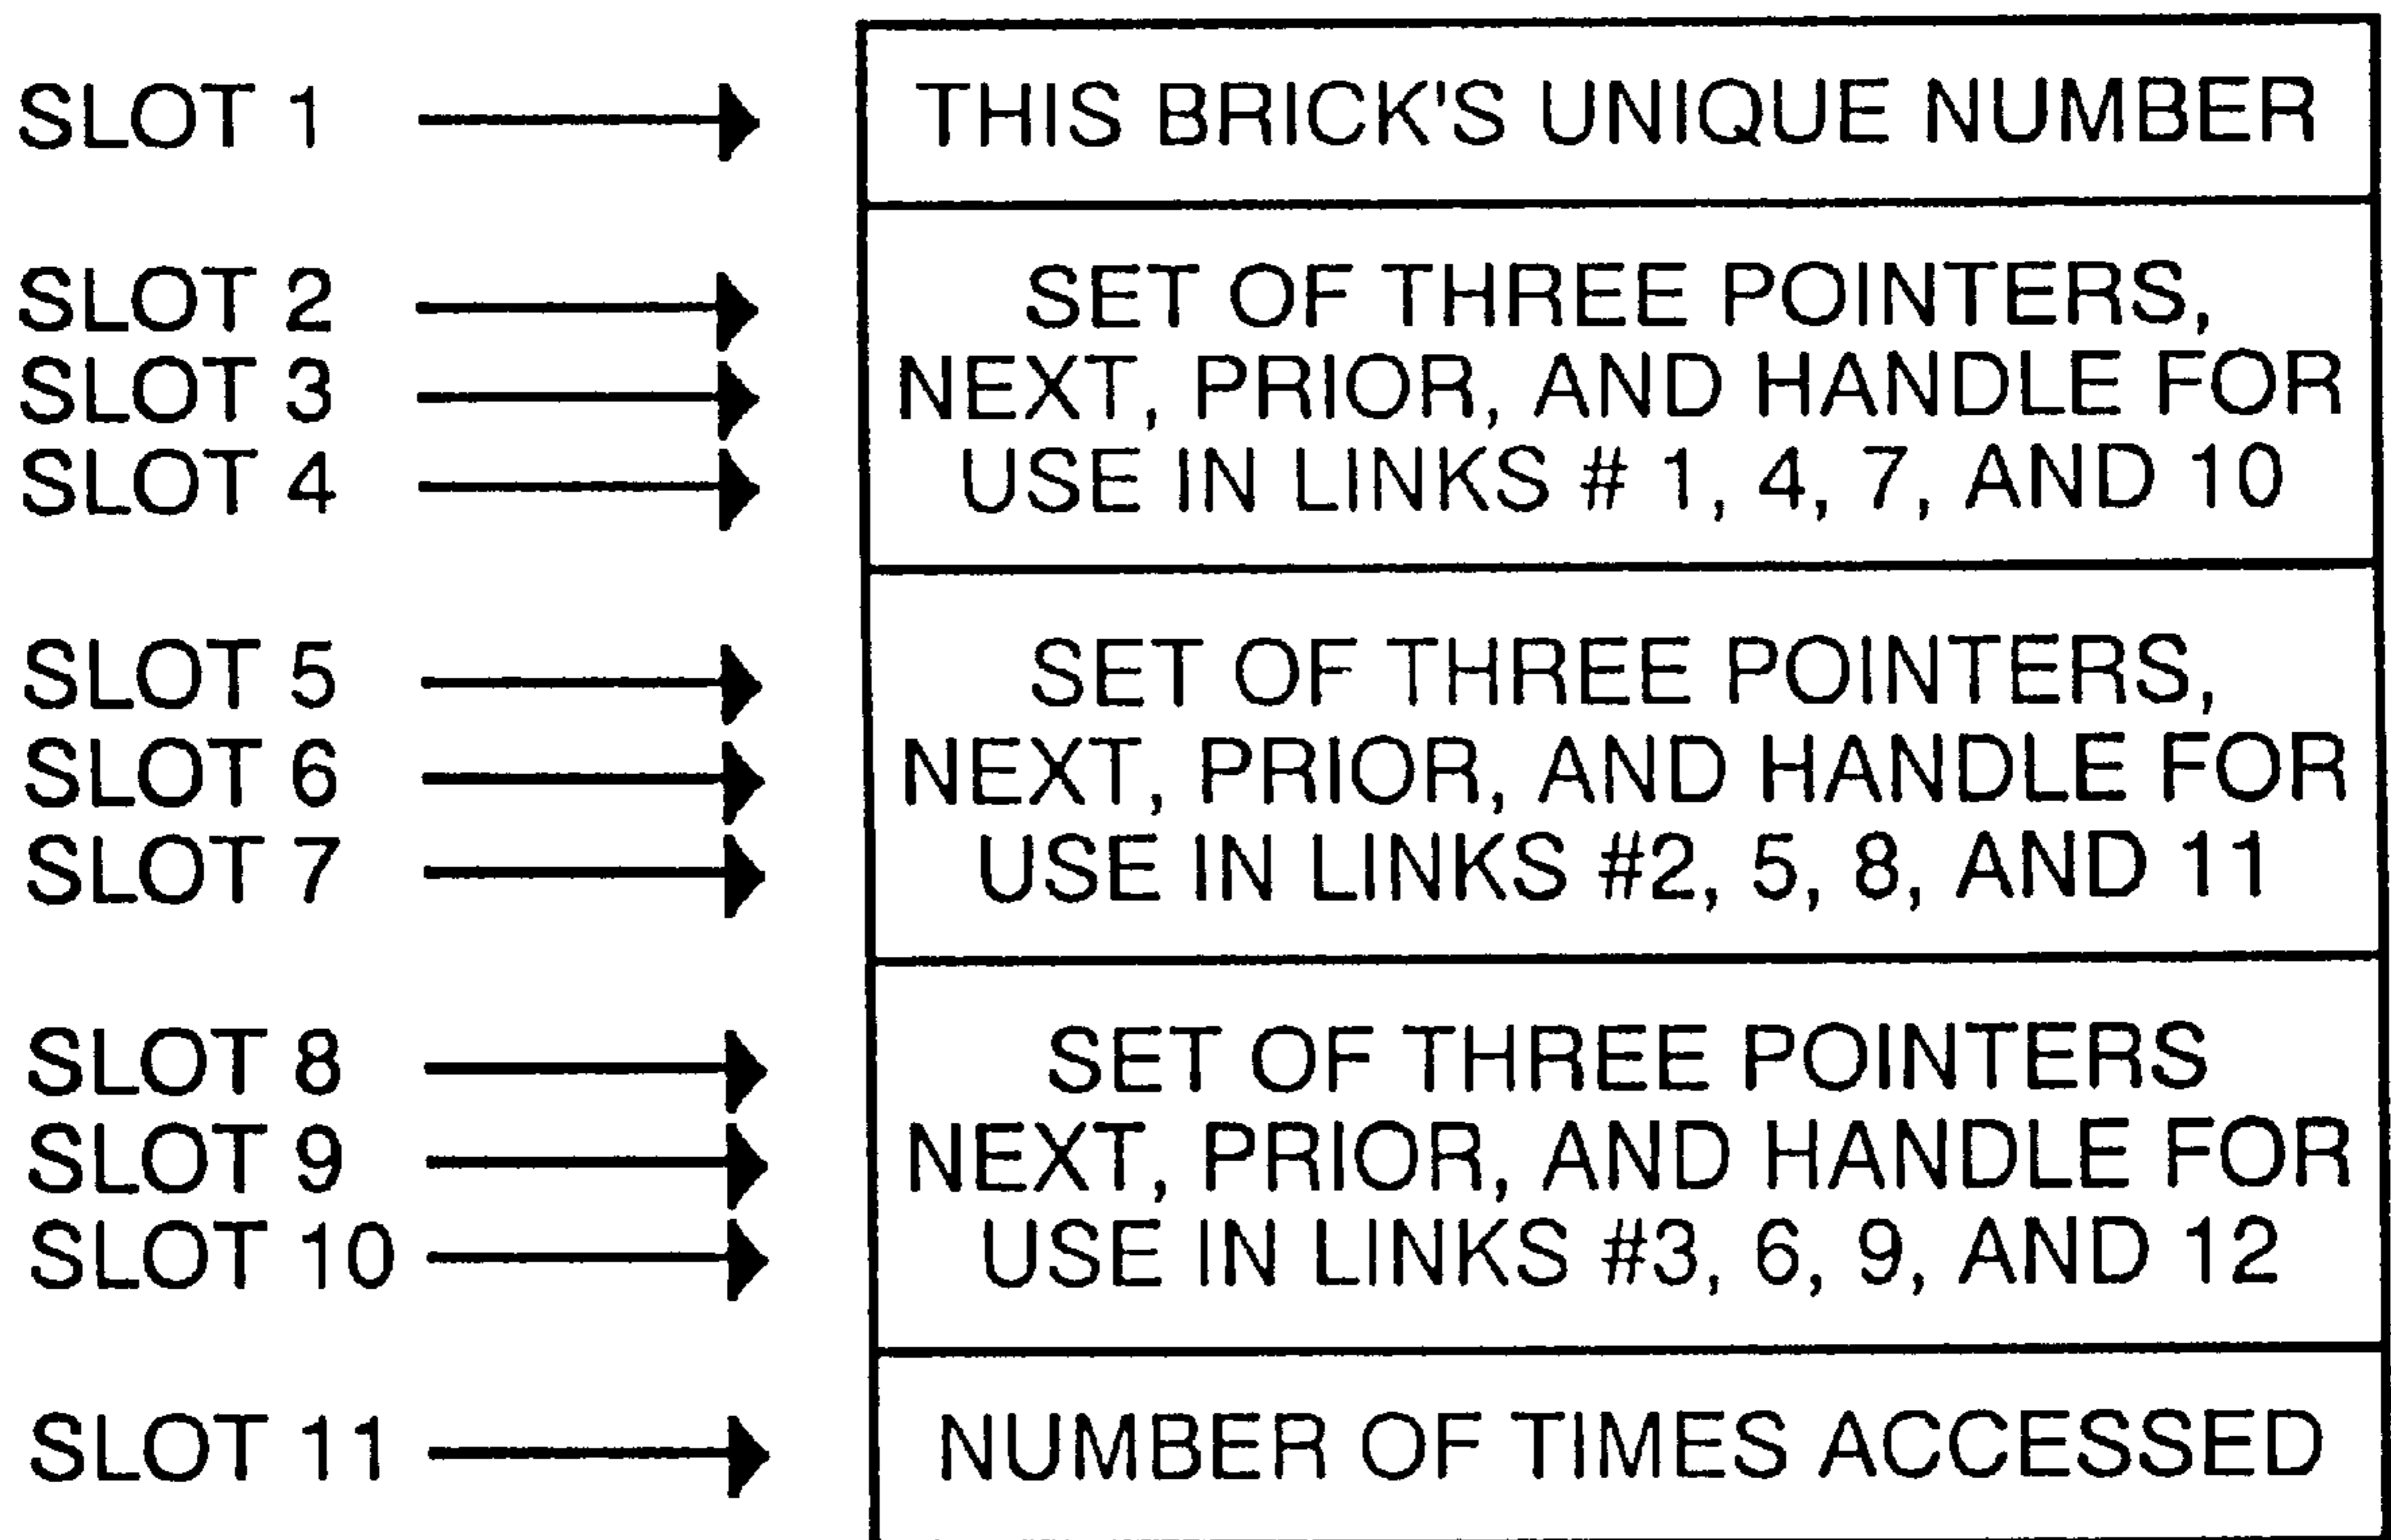 SLOT 1 THIS BRICK'S UNIQUE NUMBER
SLOT 2 SET OF THREE POINTERS,
SLOT 3 NEXT, PRIOR, AND HANDLE FOR
SLOT 4 USE IN LINKS # 1, 4, 7, AND 10
SLOT 5 SET OF THREE POINTERS,
SLOT 6 NEXT, PRIOR, AND HANDLE FOR
SLOT 7 USE IN LINKS #2, 5, 8, AND 11
SLOT 8 SET OF THREE POINTERS
SLOT 9 NEXT, PRIOR, AND HANDLE FOR
SLOT 10 USE IN LINKS #3, 6, 9, AND 12
SLOT 11 NUMBER OF TIMES ACCESSED